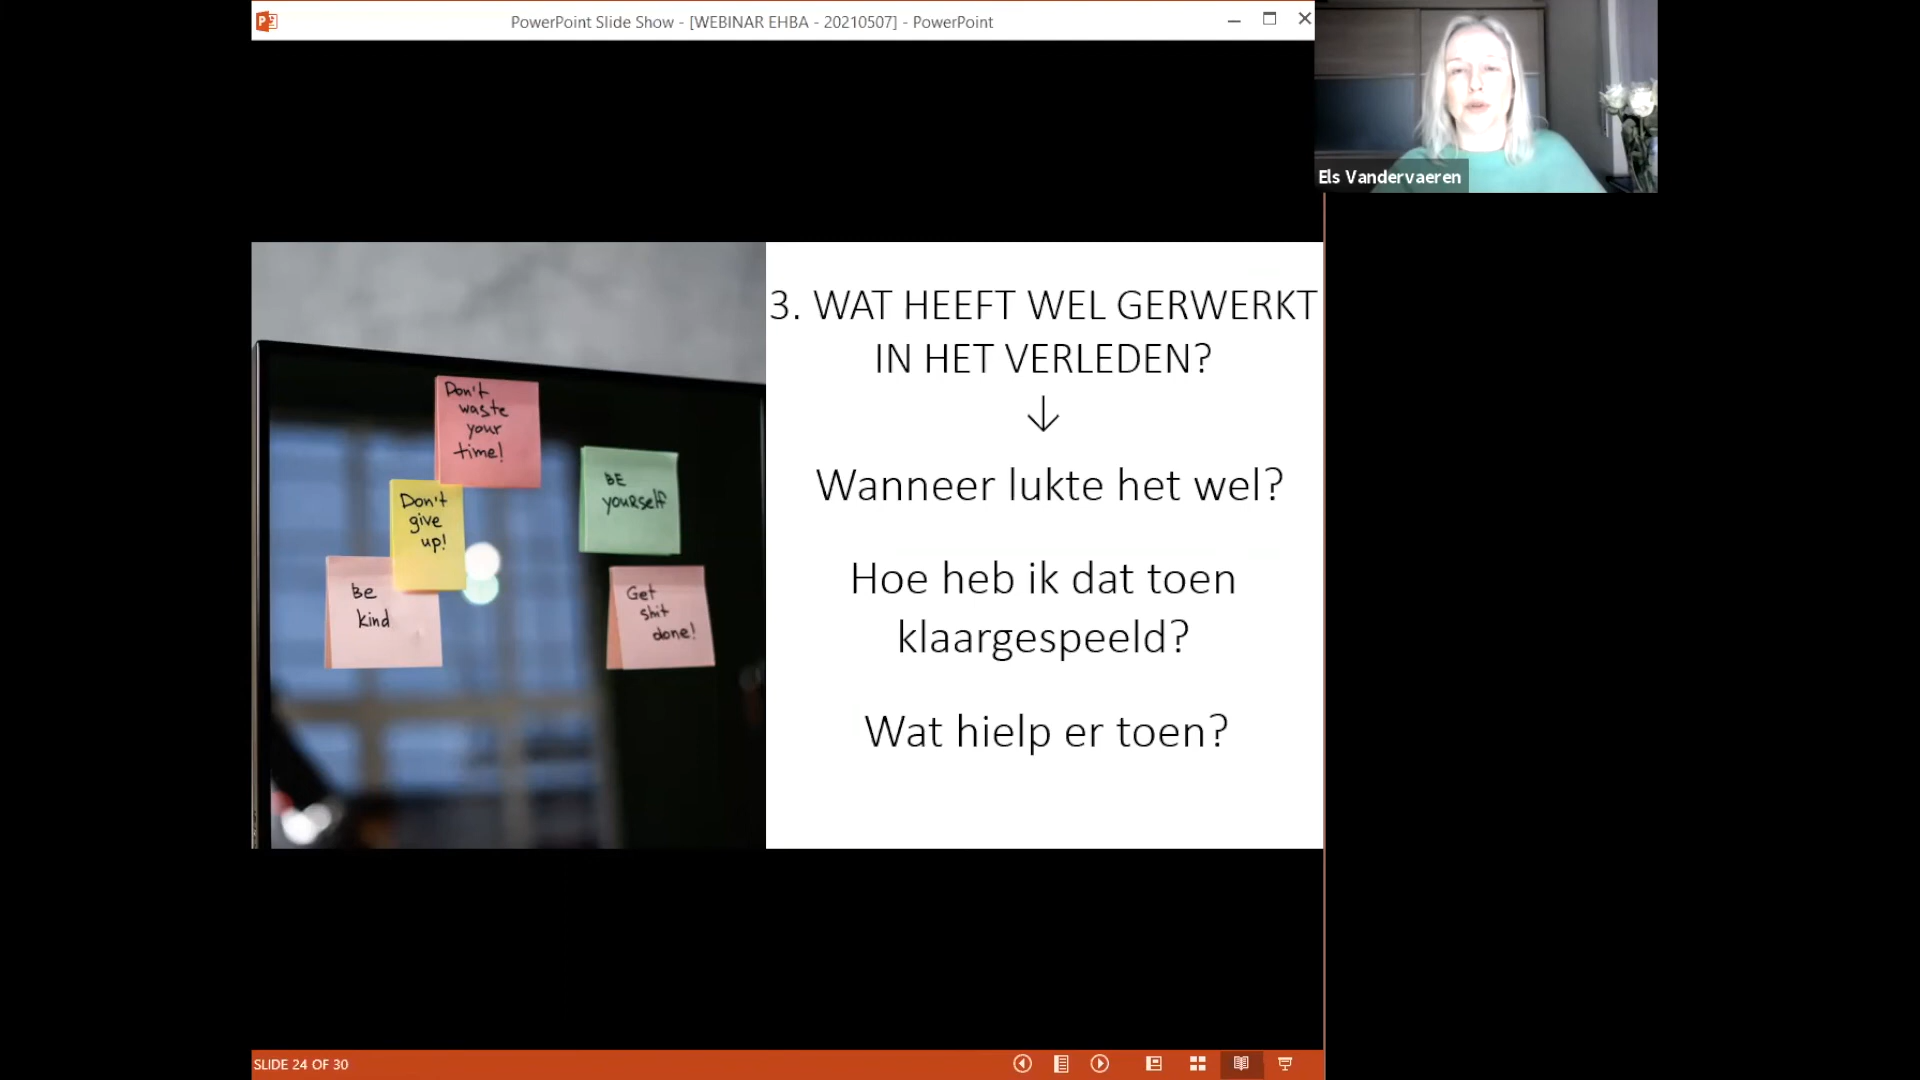 PowerPoint Slide Show - [WEBINAR EHBA - 20210507] - PowerPoint
Els Vandervaeren
3. WAT HEEFT WEL GERWERKT
IN HET VERLEDEN?
↓
Wanneer lukte het wel?
Hoe heb ik dat toen
klaargespeeld?
Wat hielp er toen?
Don't
waste
your
time!
BE
yourself
Don't
give
up!
Be
kind
Get
shit
done!
SLIDE 24 OF 30